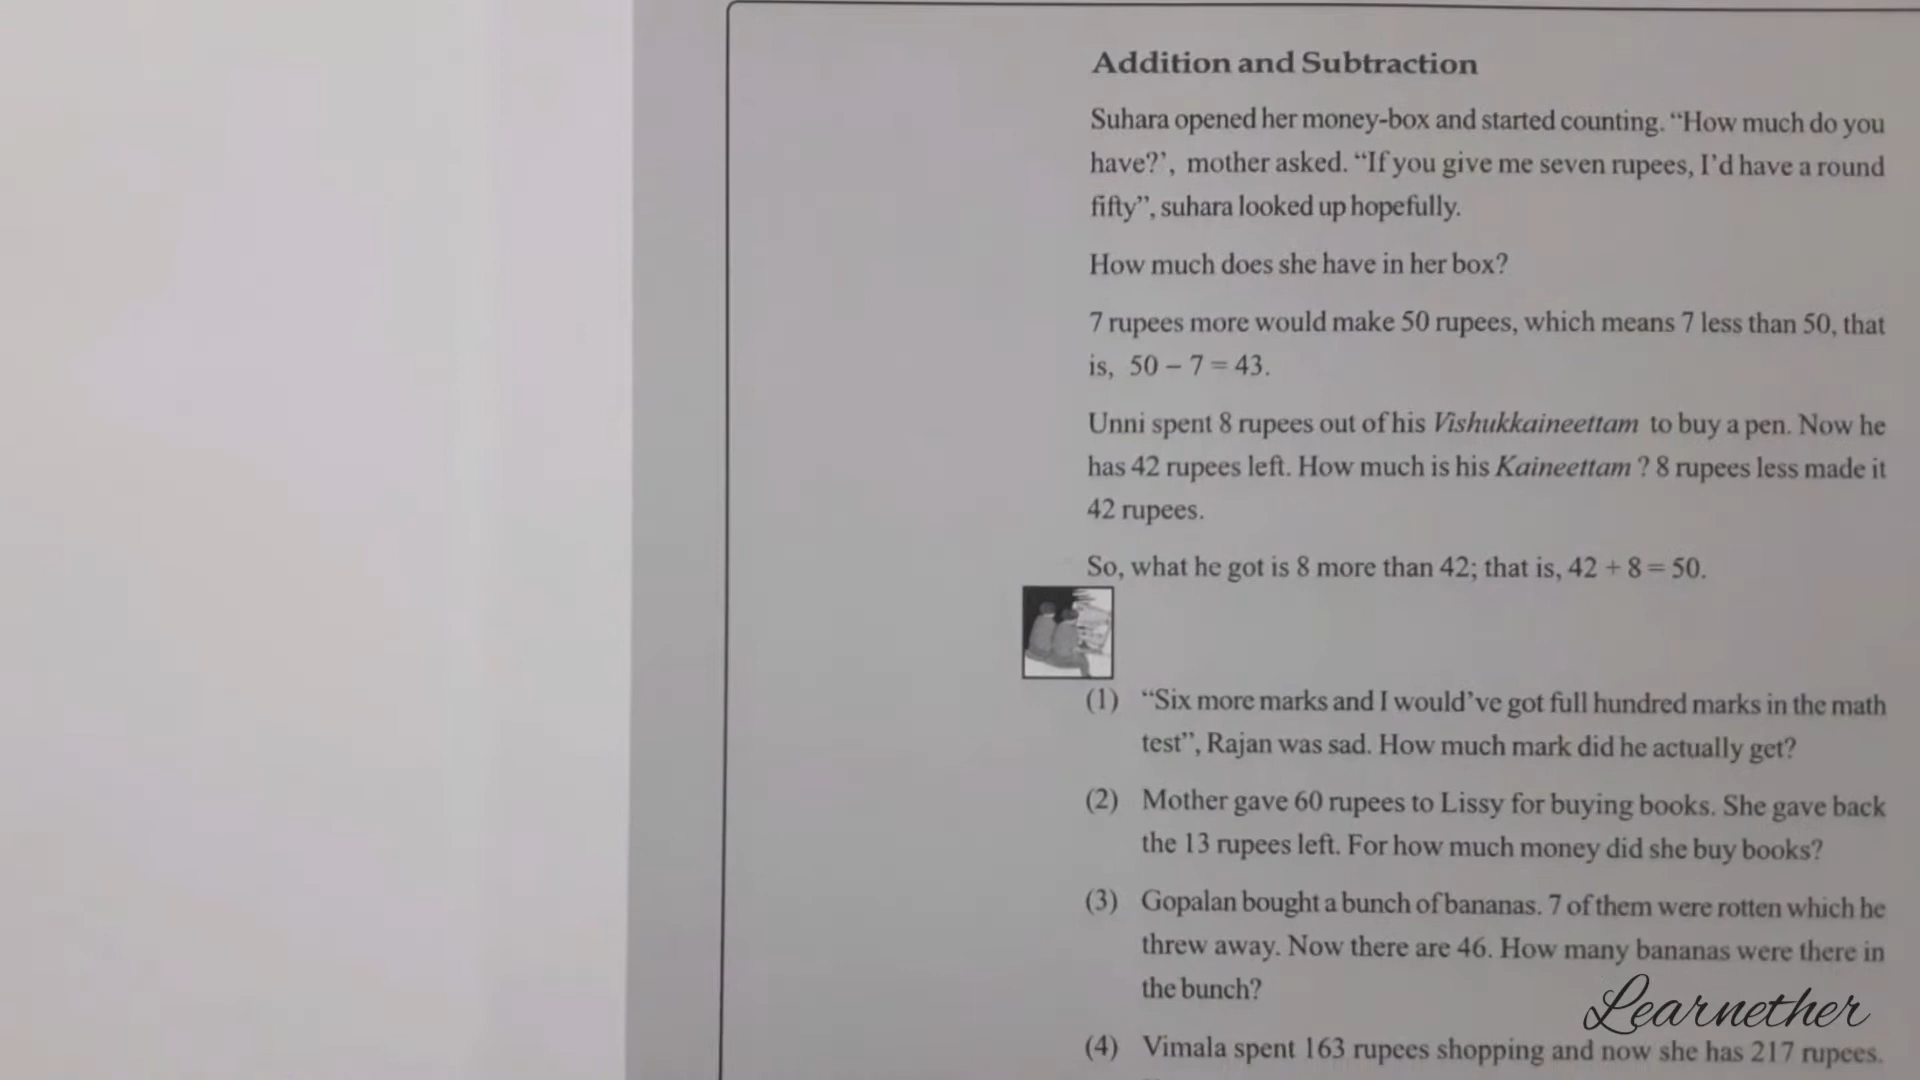 Addition and Subtraction
Suhara opened her money-box and started counting. “How much do you
have?’, mother asked. “If you give me seven rupees, I’d have a round
fifty”, suhara looked up hopefully.
How much does she have in her box?
7 rupees more would make 50 rupees, which means 7 less than 50, that
is, 50 – 7 = 43.
Unni spent 8 rupees out of his Vishukkaineettam to buy a pen. Now he
has 42 rupees left. How much is his Kaineettam ? 8 rupees less made it
42 rupees.
So, what he got is 8 more than 42; that is, 42 + 8 = 50.
(1) “Six more marks and I would’ve got full hundred marks in the math
test”, Rajan was sad. How much mark did he actually get?
(2) Mother gave 60 rupees to Lissy for buying books. She gave back
the 13 rupees left. For how much money did she buy books?
(3) Gopalan bought a bunch of bananas. 7 of them were rotten which he
threw away. Now there are 46. How many bananas were there in
the bunch?
Learnether
(4) Vimala spent 163 rupees shopping and now she has 217 rupees.